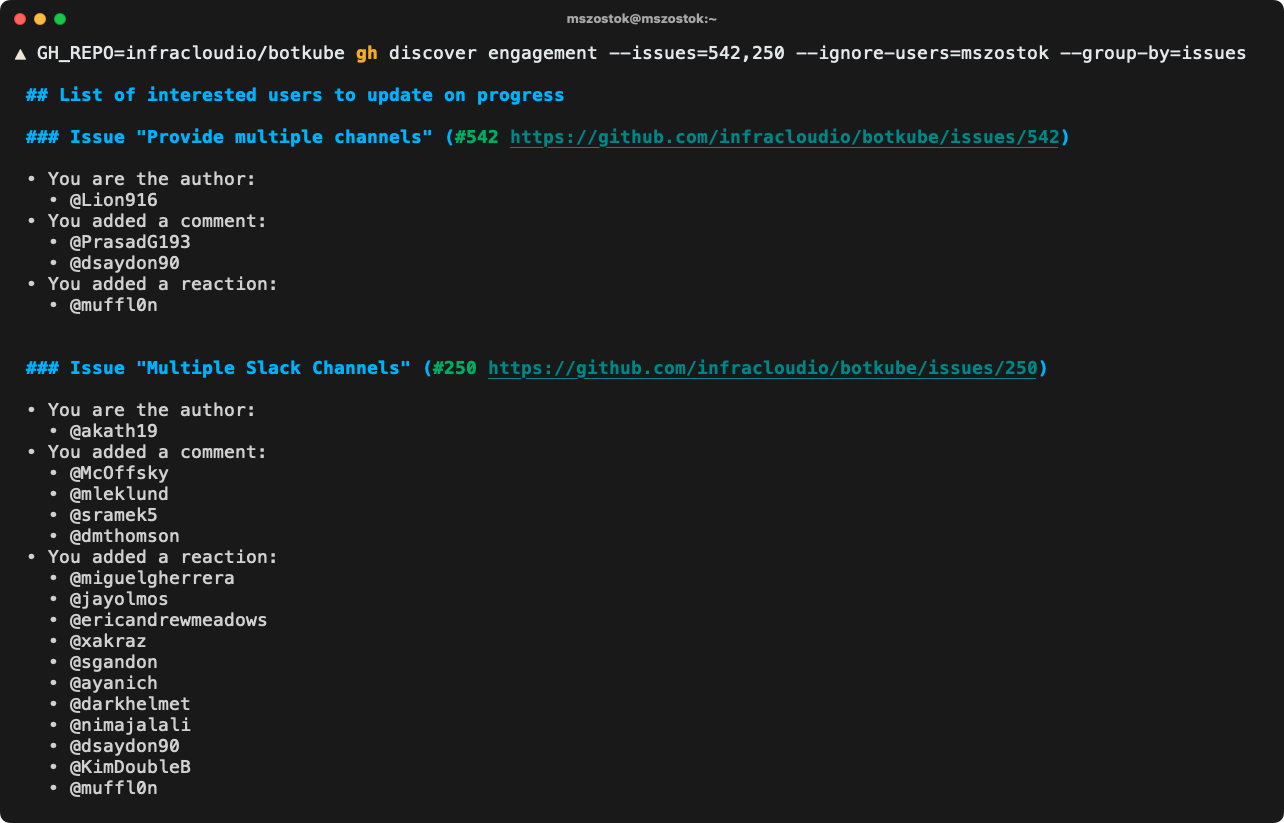 mszostok@mszostok:~
▲ GH_REPO=infracloudio/botkube gh discover engagement --issues=542,250 --ignore-users=mszostok --group-by=issues
## List of interested users to update on progress
### Issue "Provide multiple channels" (#542 https://github.com/infracloudio/botkube/issues/542)
• You are the author:
• @Lion916
• You added a comment:
• @PrasadG193
• @dsaydon90
• You added a reaction:
• @muffl0n
### Issue "Multiple Slack Channels" (#250 https://github.com/infracloudio/botkube/issues/250)
• You are the author:
• @akath19
• You added a comment:
• @McOffsky
• @mleklund
• @sramek5
• @dmthomson
• You added a reaction:
• @miguelgherrera
• @jayolmos
• @ericandrewmeadows
• @xakraz
• @sgandon
• @ayanich
• @darkhelmet
• @nimajalali
• @dsaydon90
• @KimDoubleB
• @muffl0n